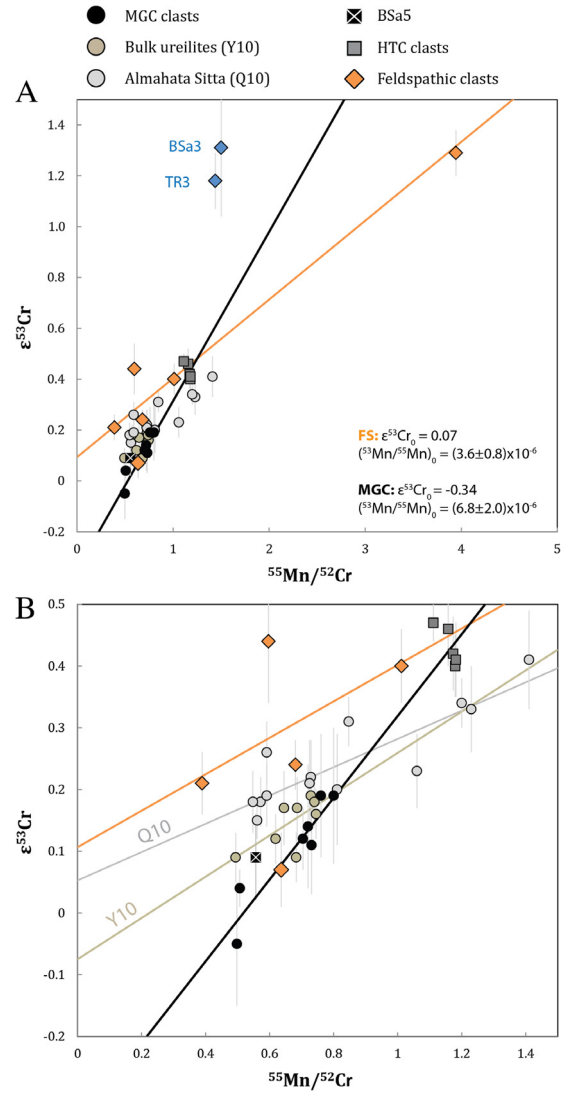 MGC clasts
BSa5
Bulk ureilites (Y10)
HTC clasts
Almahata Sitta (Q10)
Feldspathic clasts
A
1.4
1.2
1.0
0.8
0.6
0.4
0.2
0
-0.2
ε⁵³Cr
BSa3
TR3
FS: ε⁵³Cr₀ = 0.07
(⁵³Mn/⁵⁵Mn)₀ = (3.6±0.8)x10⁻⁶
MGC: ε⁵³Cr₀ = -0.34
(⁵³Mn/⁵⁵Mn)₀ = (6.8±2.0)x10⁻⁶
0 1 2 3 4 5
⁵⁵Mn/⁵²Cr
B
0.5
0.4
0.3
0.2
0.1
0
-0.1
-0.2
ε⁵³Cr
Q10
Y10
0 0.2 0.4 0.6 0.8 1 1.2 1.4
⁵⁵Mn/⁵²Cr